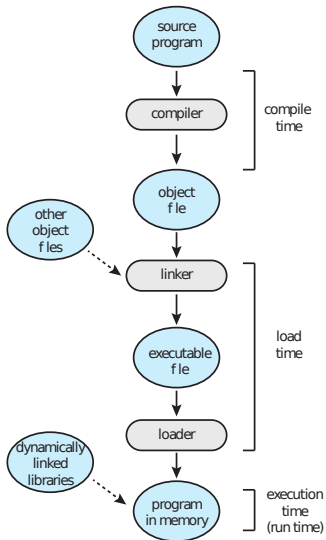 source
program
compiler
compile
time
object
f le
other
object
f les
linker
load
time
executable
f le
loader
dynamically
linked
libraries
program
in memory
execution
time
(run time)